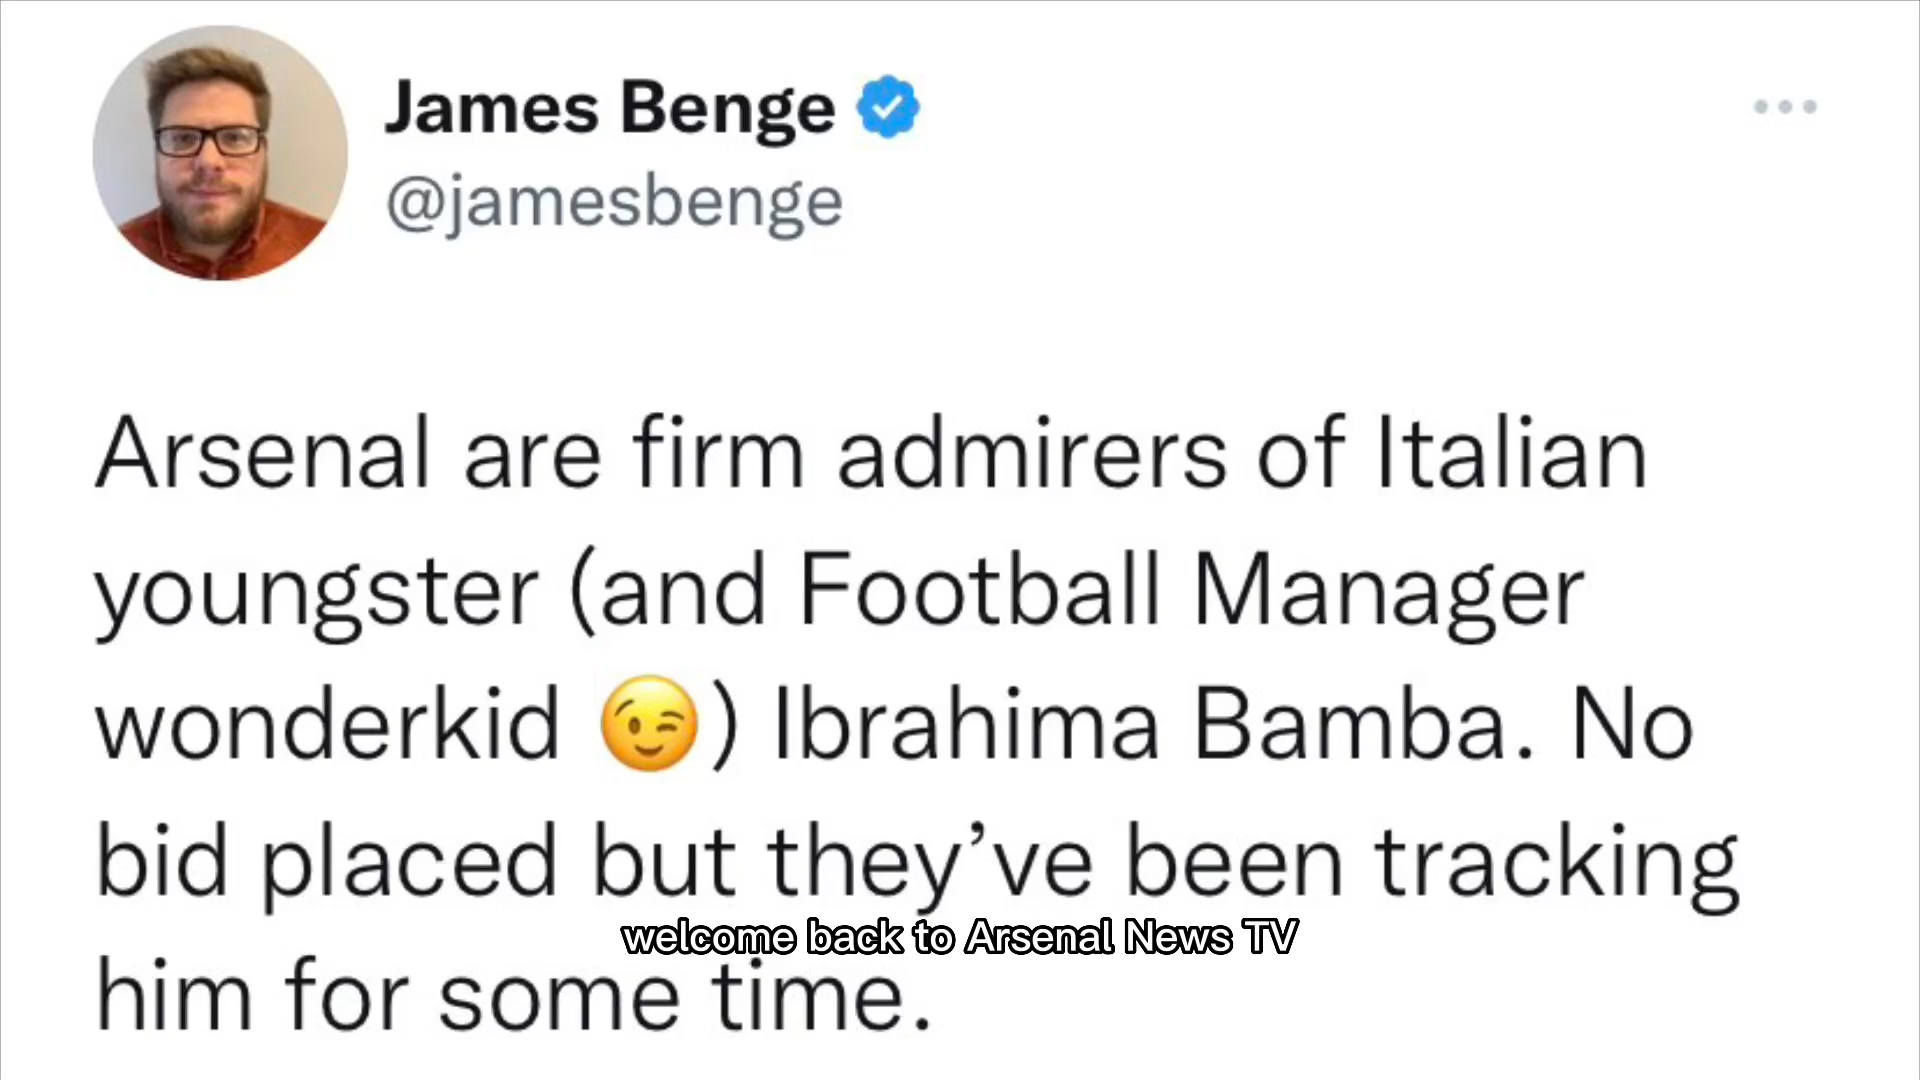 James Benge
@jamesbenge
Arsenal are firm admirers of Italian
youngster (and Football Manager
wonderkid 😉) Ibrahima Bamba. No
bid placed but they’ve been tracking
welcome back to Arsenal News TV
him for some time.